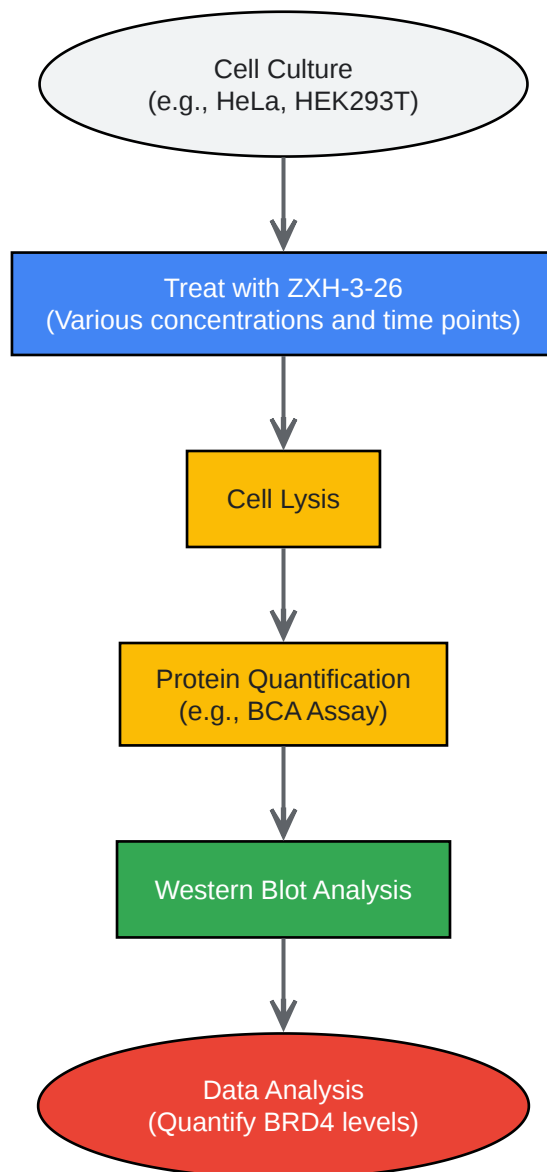 Cell Culture
(e.g., HeLa, HEK293T)
Treat with ZXH-3-26
(Various concentrations and time points)
Cell Lysis
Protein Quantification
(e.g., BCA Assay)
Western Blot Analysis
Data Analysis
(Quantify BRD4 levels)